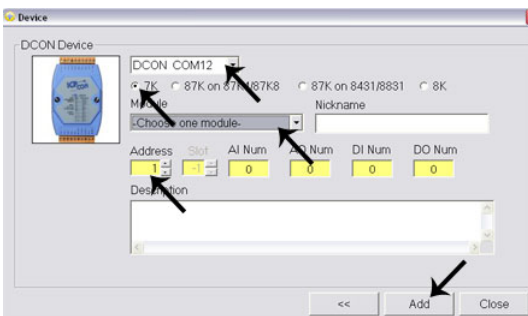 Device
DCON Device
DCON COM12
7K 87K on 87K4/87K8 87K on 8431/8831 8K
Module Nickname
-Choose one module-
Address Slot AI Num AO Num DI Num DO Num
1 -1 0 0 0 0
Description
<< Add Close